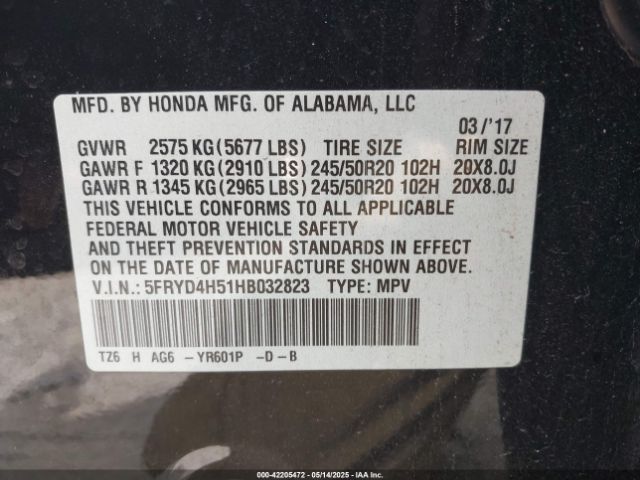 MFD. BY HONDA MFG. OF ALABAMA, LLC
03/'17
GVWR 2575 KG(5677 LBS) TIRE SIZE RIM SIZE
GAWR F 1320 KG(2910 LBS)245/50R20 102H 20X8.0J
GAWR R 1345 KG(2965 LBS)245/50R20 102H 20X8.0J
THIS VEHICLE CONFORMS TO ALL APPLICABLE
FEDERAL MOTOR VEHICLE SAFETY
AND THEFT PREVENTION STANDARDS IN EFFECT
ON THE DATE OF MANUFACTURE SHOWN ABOVE.
V.I.N.: 5FRYD4H51HB032823 TYPE: MPV
TZ6 H AG6 -YR601P -D-B
000-42205472 - 05/14/2025 - IAA Inc.